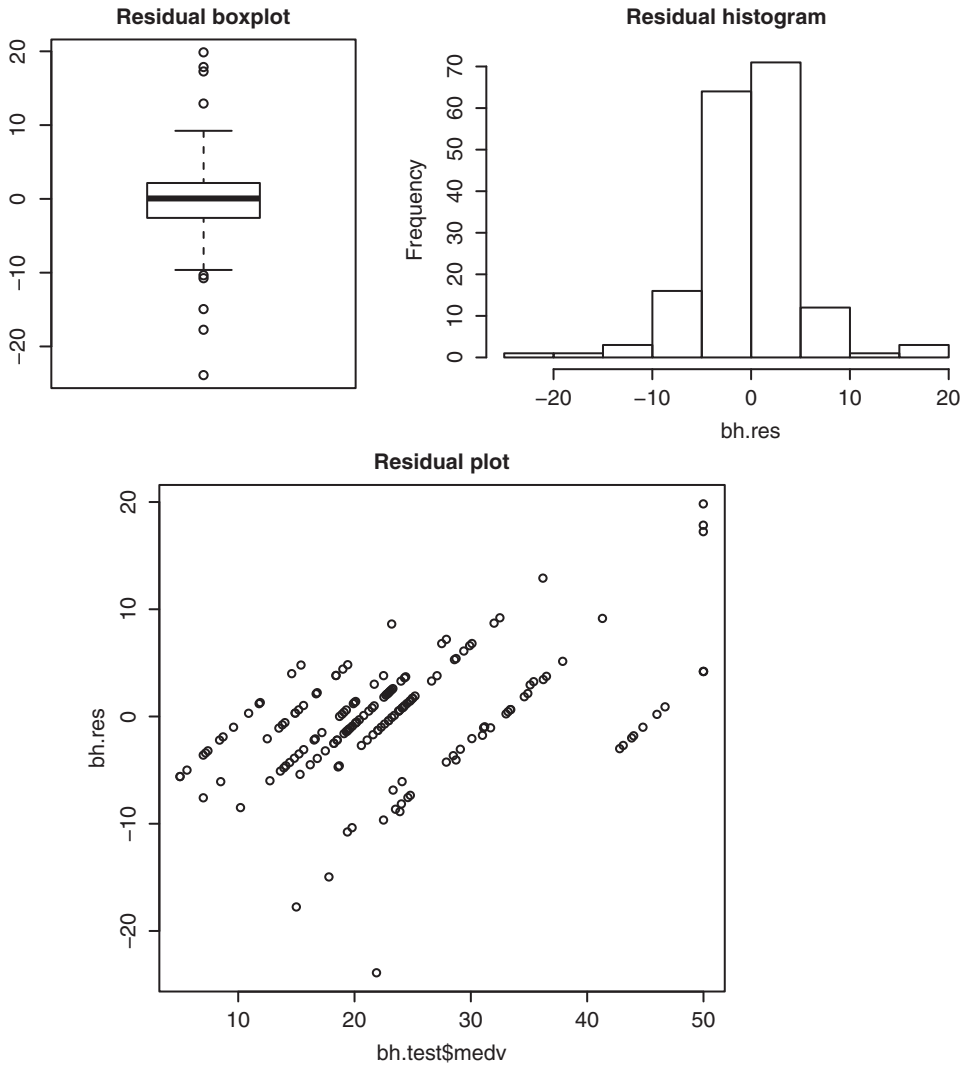 Residual boxplot
20
10
0
−10
−20
Residual histogram
Frequency
70
60
50
40
30
20
10
0
−20 −10 0 10 20
bh.res
Residual plot
bh.res
20
10
0
−10
−20
10 20 30 40 50
bh.test$medv